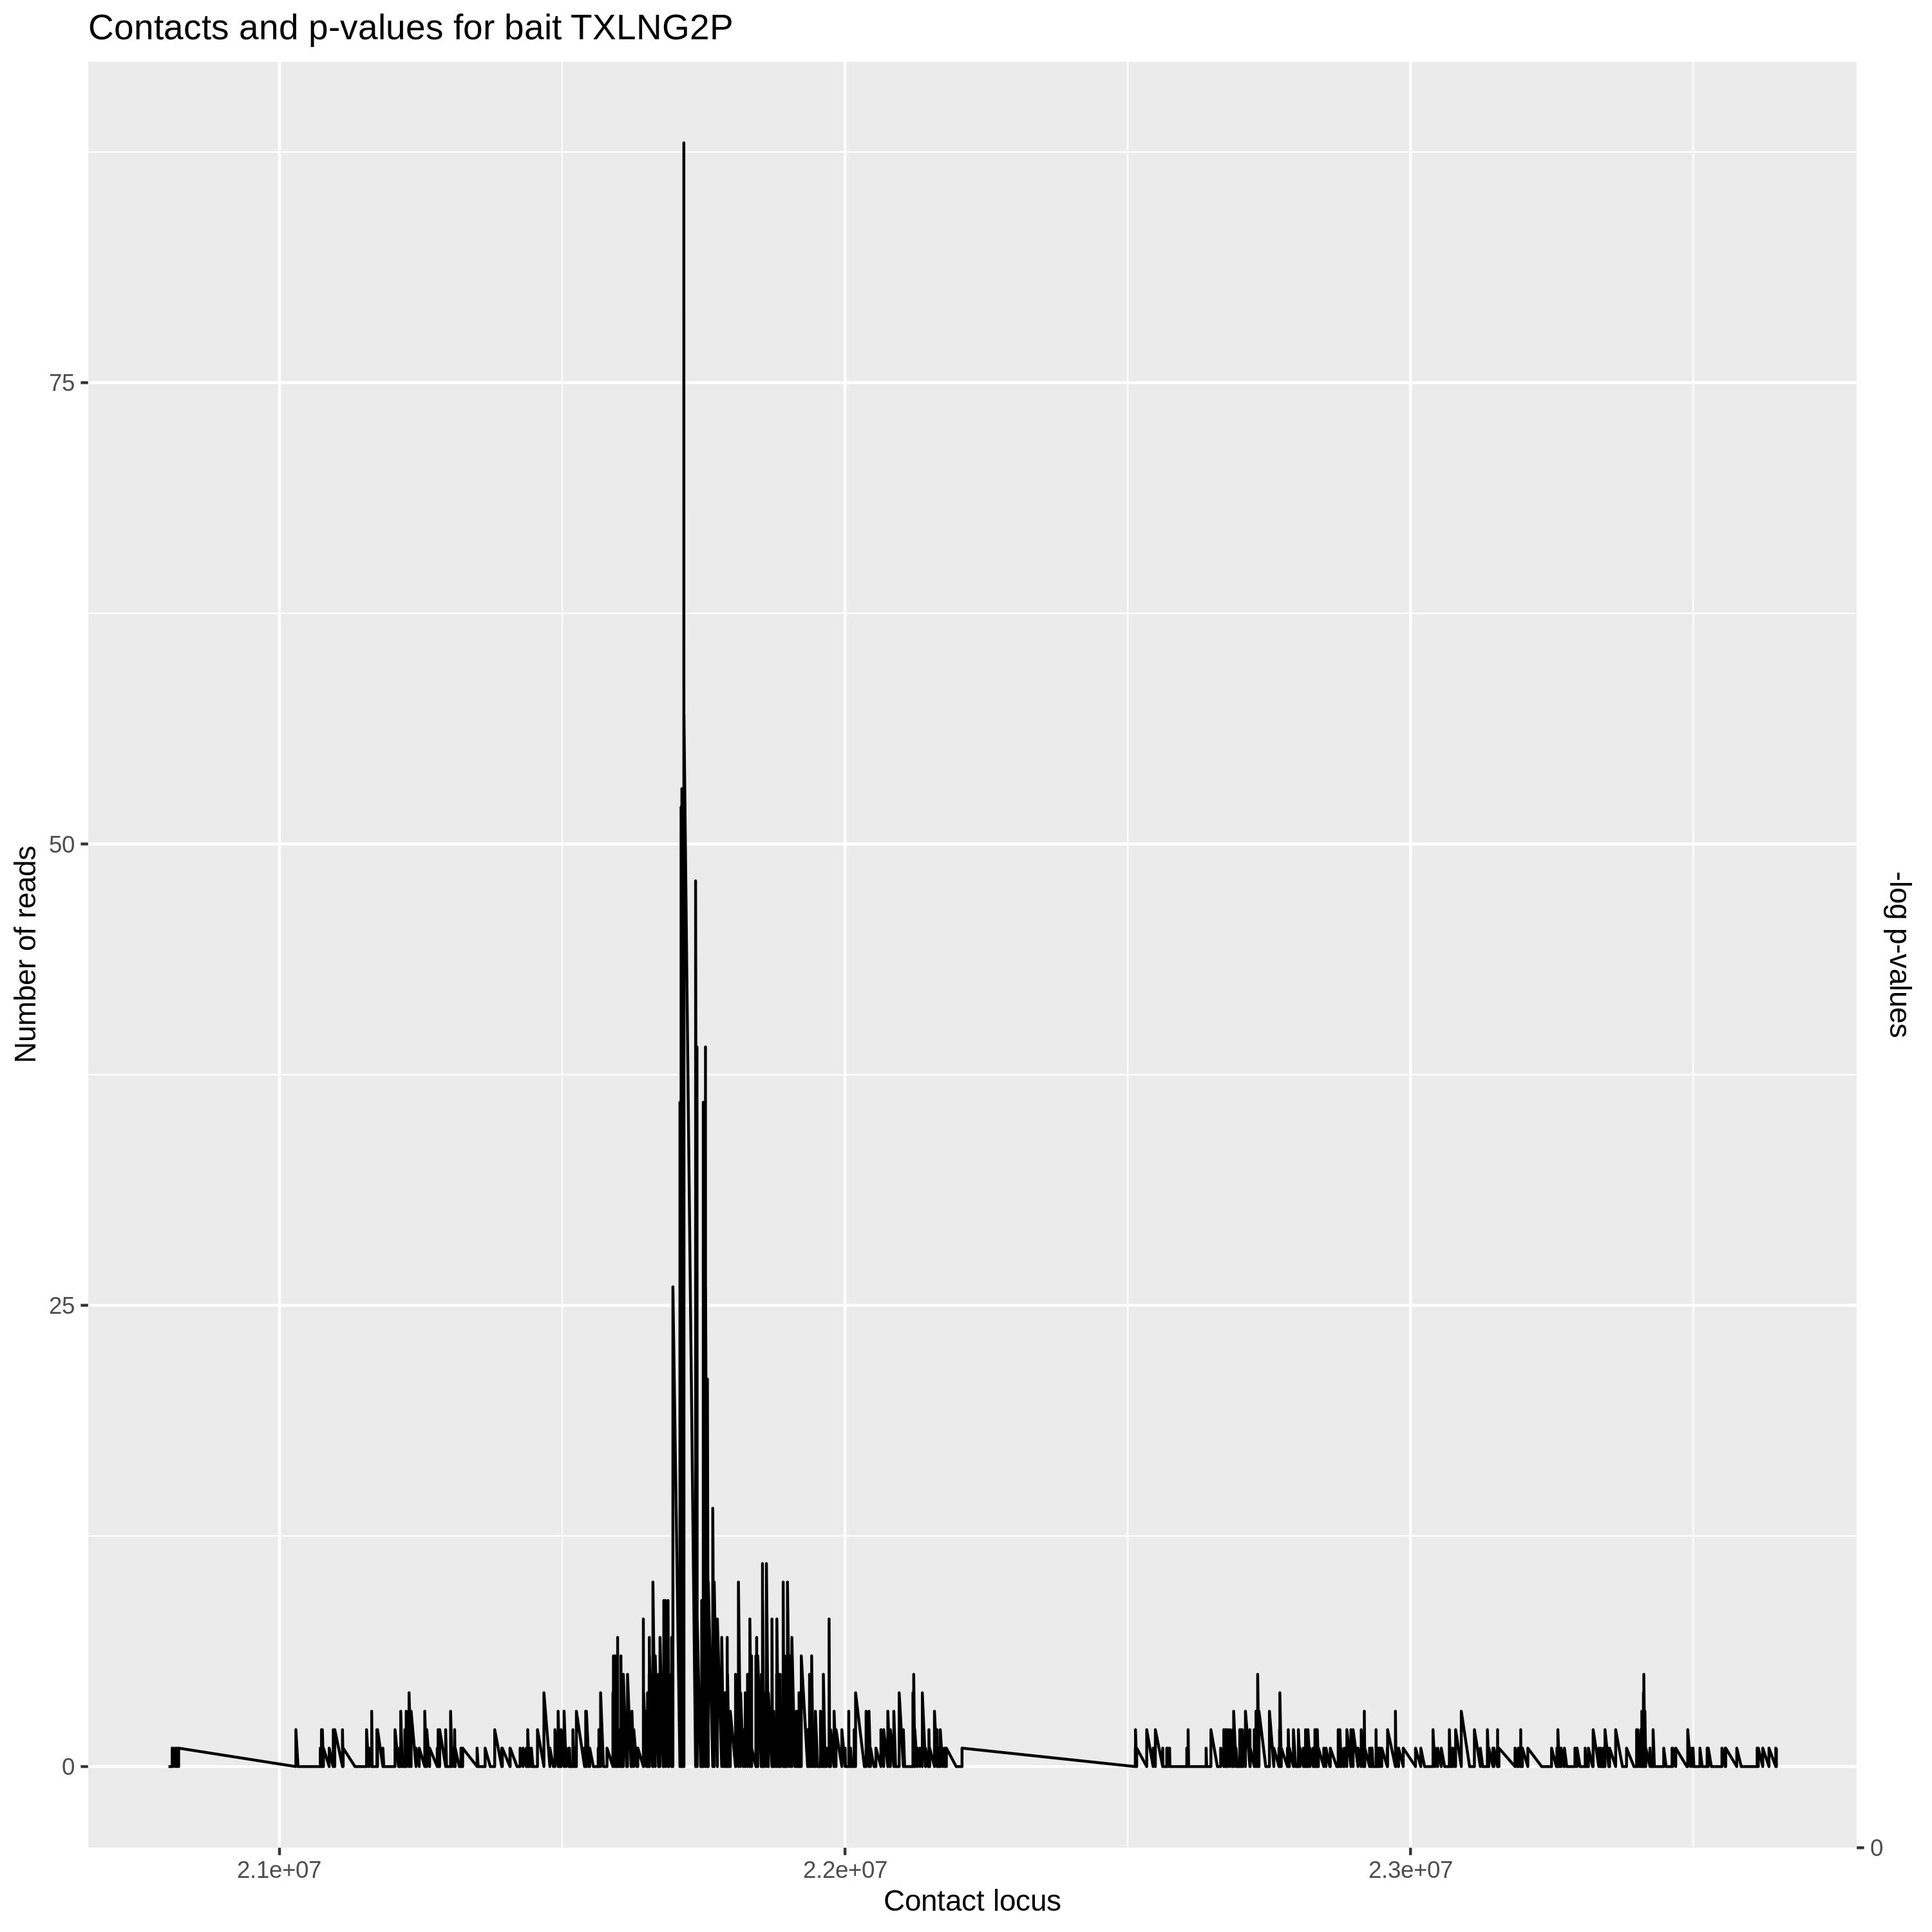 Contacts and p-values for bait TXLNG2P
75
50
25
0
Number of reads
-log p-values
0
2.1e+07
2.2e+07
2.3e+07
Contact locus